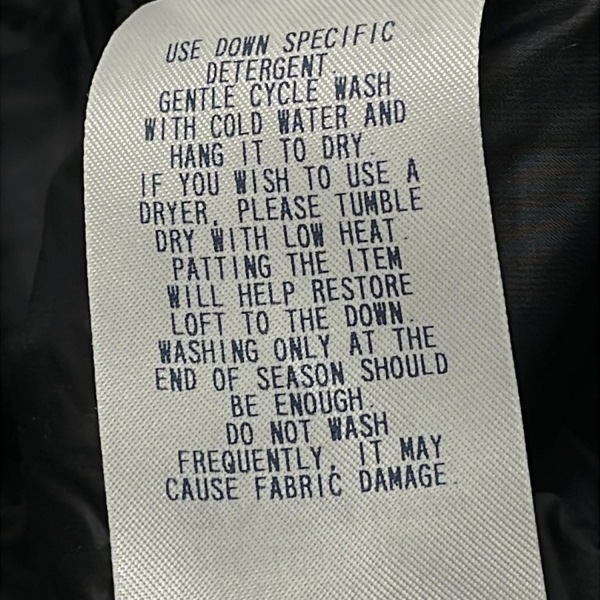 USE DOWN SPECIFIC
DETERGENT.
GENTLE CYCLE WASH
WITH COLD WATER AND
HANG IT TO DRY.
IF YOU WISH TO USE A
DRYER, PLEASE TUMBLE
DRY WITH LOW HEAT.
PATTING THE ITEM
WILL HELP RESTORE
LOFT TO THE DOWN.
WASHING ONLY AT THE
END OF SEASON SHOULD
BE ENOUGH.
DO NOT WASH
FREQUENTLY, IT MAY
CAUSE FABRIC DAMAGE.